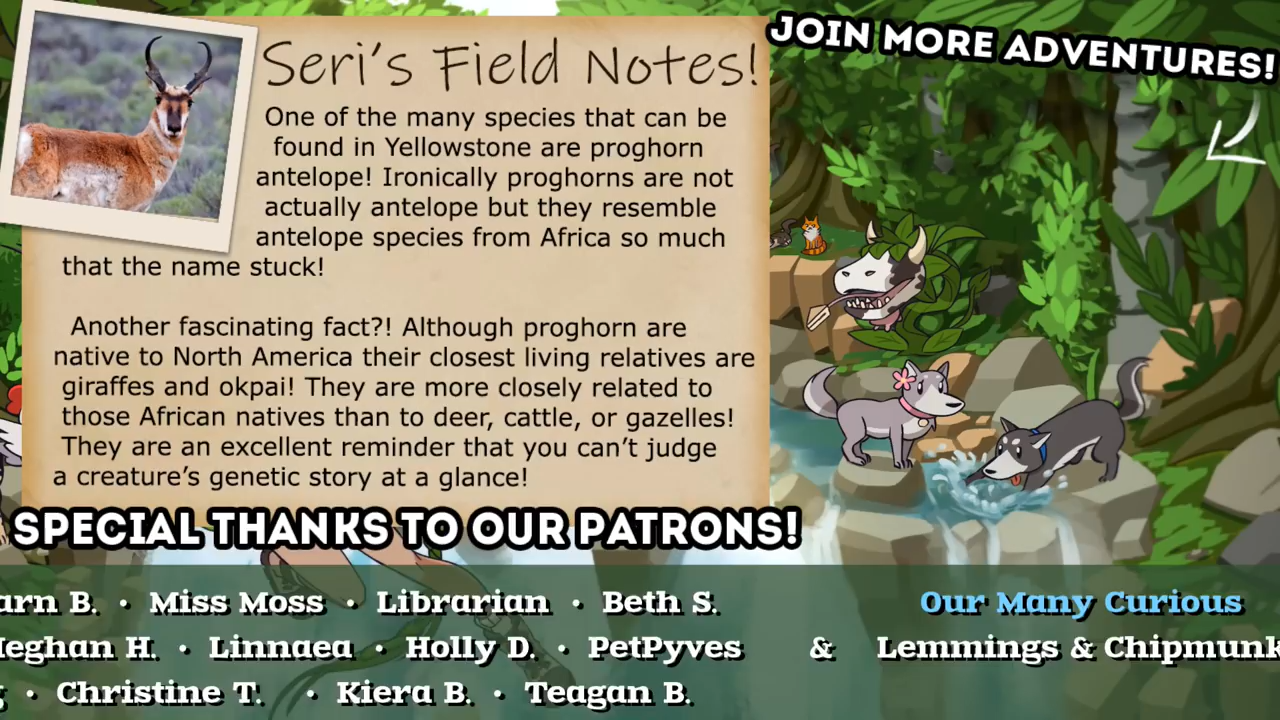 Seri's Field Notes!
One of the many species that can be
found in Yellowstone are proghorn
antelope! Ironically proghorns are not
actually antelope but they resemble
antelope species from Africa so much
that the name stuck!
Another fascinating fact?! Although proghorn are
native to North America their closest living relatives are
giraffes and okpai! They are more closely related to
those African natives than to deer, cattle, or gazelles!
They are an excellent reminder that you can't judge
a creature's genetic story at a glance!
JOIN MORE ADVENTURES!
SPECIAL THANKS TO OUR PATRONS!
arn B. • Miss Moss • Librarian • Beth S.
eghan H. • Linnaea • Holly D. • PetPyves
• Christine T. • Kiera B. • Teagan B.
Our Many Curious
& Lemmings & Chipmunk